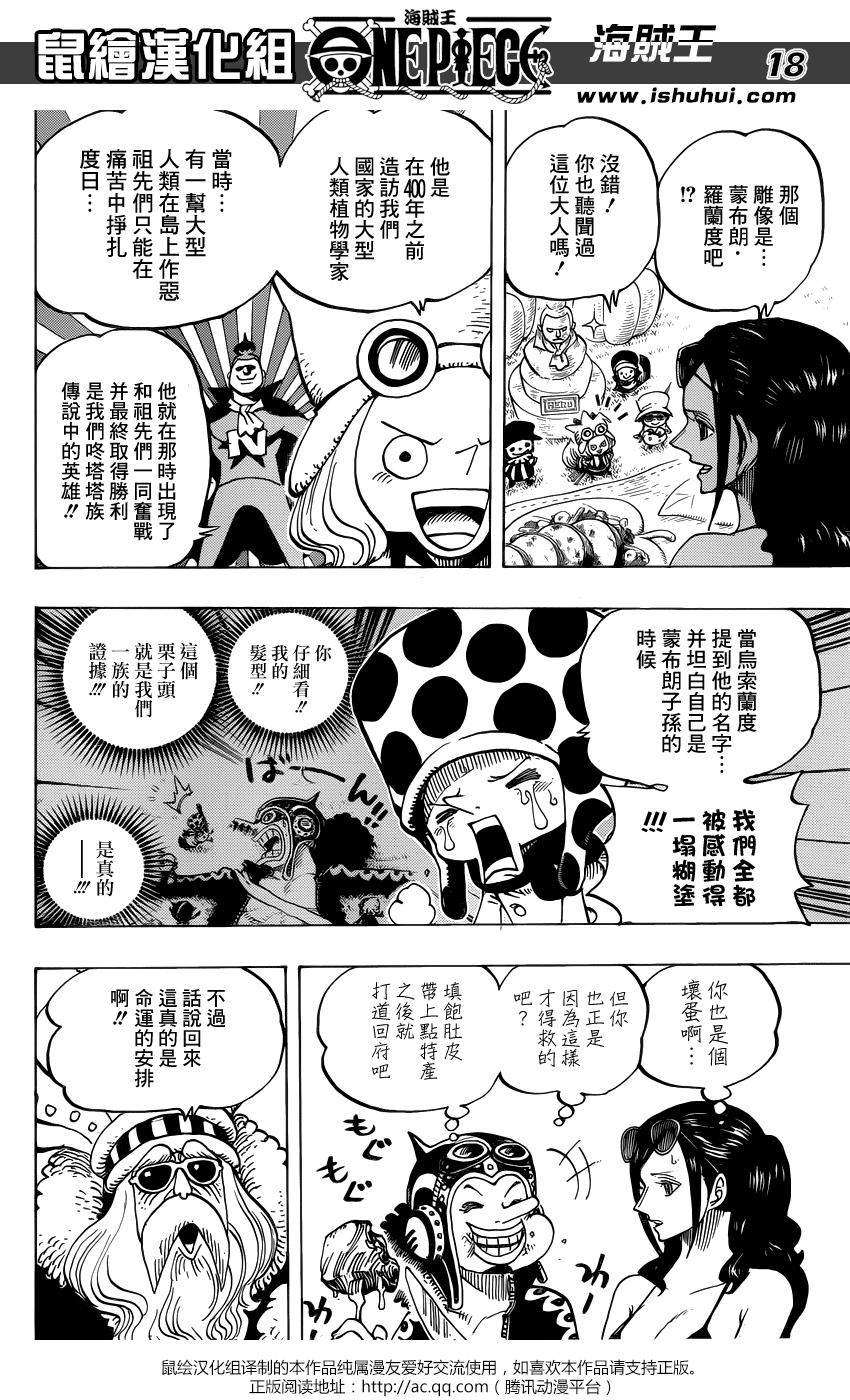 鼠繪漢化組
海賊王
ONE PIECE
海賊王
18
www.ishuhui.com
那個
雕像是…
蒙布朗·
羅蘭度吧
!?
沒錯！
你也聽聞過
這位大人嗎！
他是
在400年之前
造訪我們
國家的大型
人類植物學家
當時…
有一幫大型
人類在島上作惡
祖先們只能在
痛苦中掙扎
度日…
他就在那時出現了
和祖先們一同奮戰
并最終取得勝利
是我們咚塔塔族
傳說中的英雄!!
當烏索蘭度
提到他的名字…
并坦白自己是
蒙布朗子孫的
時候
我們全都
被感動得
一塌糊塗
!!!
你
仔細看!!
我的
髮型!!
這個
栗子頭
就是我們
一族的
證據!!!
ばーん
是真的
——!!!
你也是個
壞蛋啊…
但你
也正是
因為這樣
才得救的
吧？
填飽肚皮
帶上點特產
之後就
打道回府吧
もぐ
もぐ
不過
話說回來
這真的是
命運的安排
啊!!
鼠绘汉化组译制的本作品纯属漫友爱好交流使用，如喜欢本作品请支持正版。
正版阅读地址：http://ac.qq.com（腾讯动漫平台）